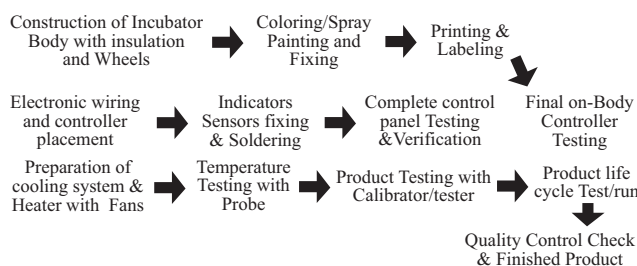 Construction of Incubator
Body with insulation
and Wheels
Coloring/Spray
Painting and
Fixing
Printing &
Labeling
Electronic wiring
and controller
placement
Indicators
Sensors fixing
& Soldering
Complete control
panel Testing
&Verification
Final on-Body
Controller
Testing
Preparation of
cooling system &
Heater with Fans
Temperature
Testing with
Probe
Product Testing with
Calibrator/tester
Product life
cycle Test/run
Quality Control Check
& Finished Product